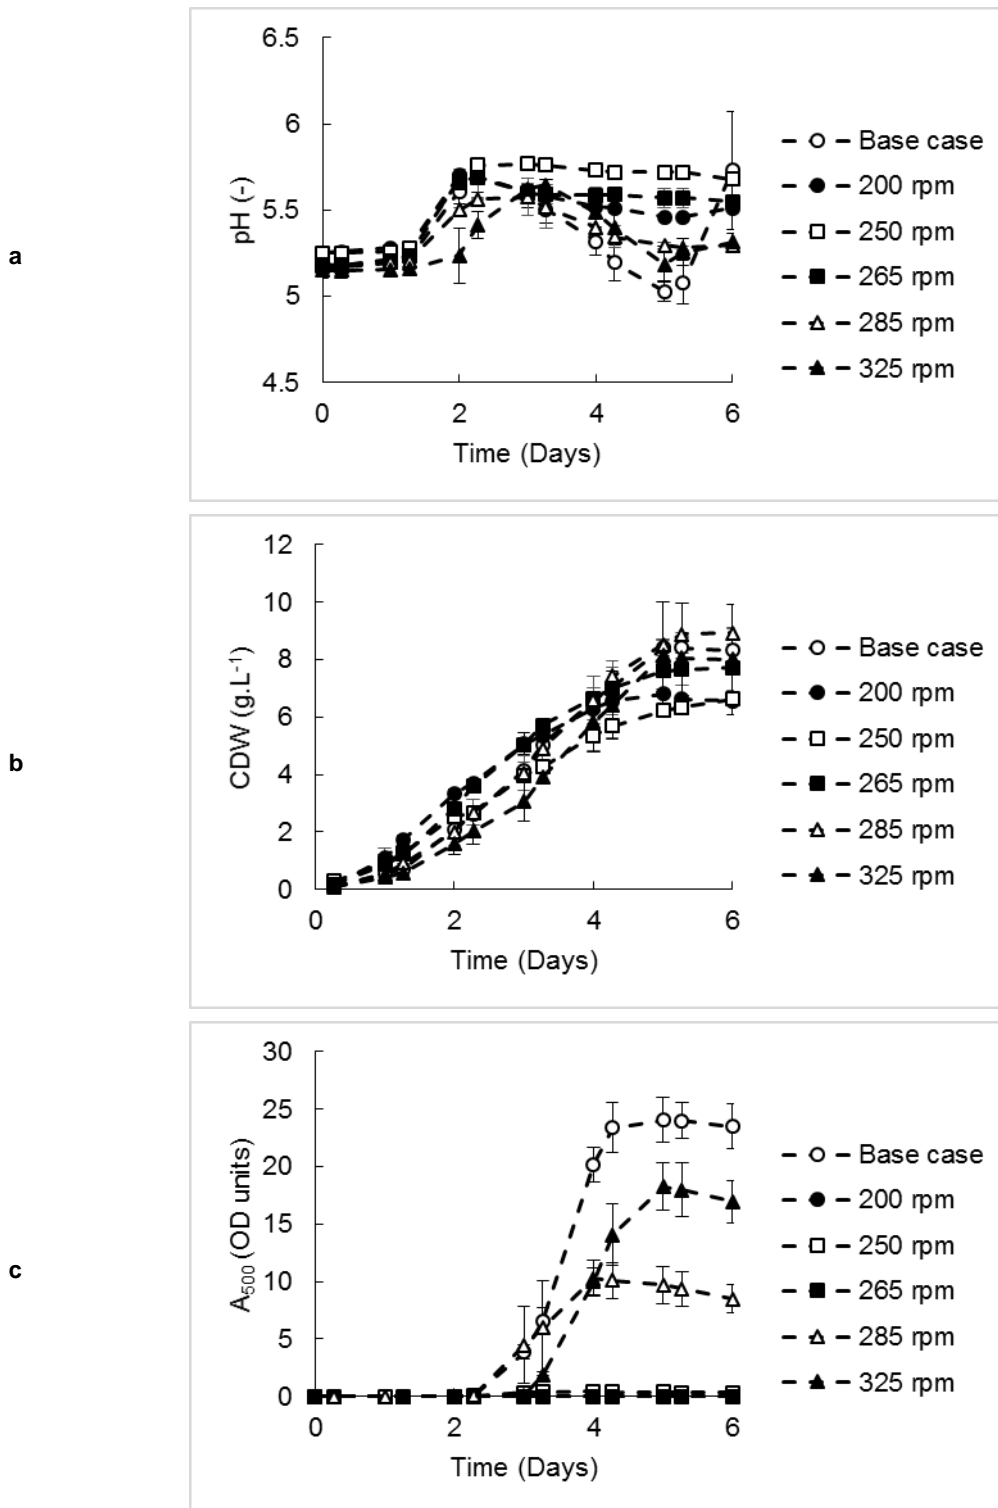 a
6.5
6
5.5
5
4.5
pH (-)
0 2 4 6
Time (Days)
Base case
200 rpm
250 rpm
265 rpm
285 rpm
325 rpm
b
12
10
8
6
4
2
0
CDW (g.L⁻¹)
0 2 4 6
Time (Days)
Base case
200 rpm
250 rpm
265 rpm
285 rpm
325 rpm
c
30
25
20
15
10
5
0
A₅₀₀ (OD units)
0 2 4 6
Time (Days)
Base case
200 rpm
250 rpm
265 rpm
285 rpm
325 rpm